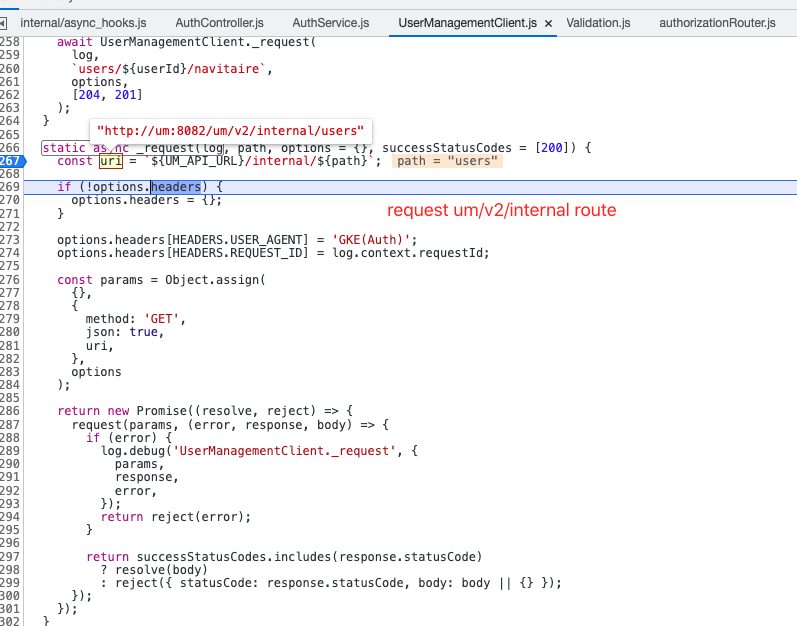 internal/async_hooks.js AuthController.js AuthService.js UserManagementClient.js × Validation.js authorizationRouter.js
258 await UserManagementClient._request(
259 log,
260 `users/${userId}/navitaire`,
261 options,
262 [204, 201]
263 );
264 }
265
"http://um:8082/um/v2/internal/users"
266 static async _request(log, path, options = {}, successStatusCodes = [200]) {
267 const uri = `${UM_API_URL}/internal/${path}`; path = "users"
268
269 if (!options.headers) {
270 options.headers = {};
271 }
request um/v2/internal route
272
273 options.headers[HEADERS.USER_AGENT] = 'GKE(Auth)';
274 options.headers[HEADERS.REQUEST_ID] = log.context.requestId;
275
276 const params = Object.assign(
277 {},
278 {
279 method: 'GET',
280 json: true,
281 uri,
282 },
283 options
284 );
285
286 return new Promise((resolve, reject) => {
287 request(params, (error, response, body) => {
288 if (error) {
289 log.debug('UserManagementClient._request', {
290 params,
291 response,
292 error,
293 });
294 return reject(error);
295 }
296
297 return successStatusCodes.includes(response.statusCode)
298 ? resolve(body)
299 : reject({ statusCode: response.statusCode, body: body || {} });
300 });
301 });
302 }